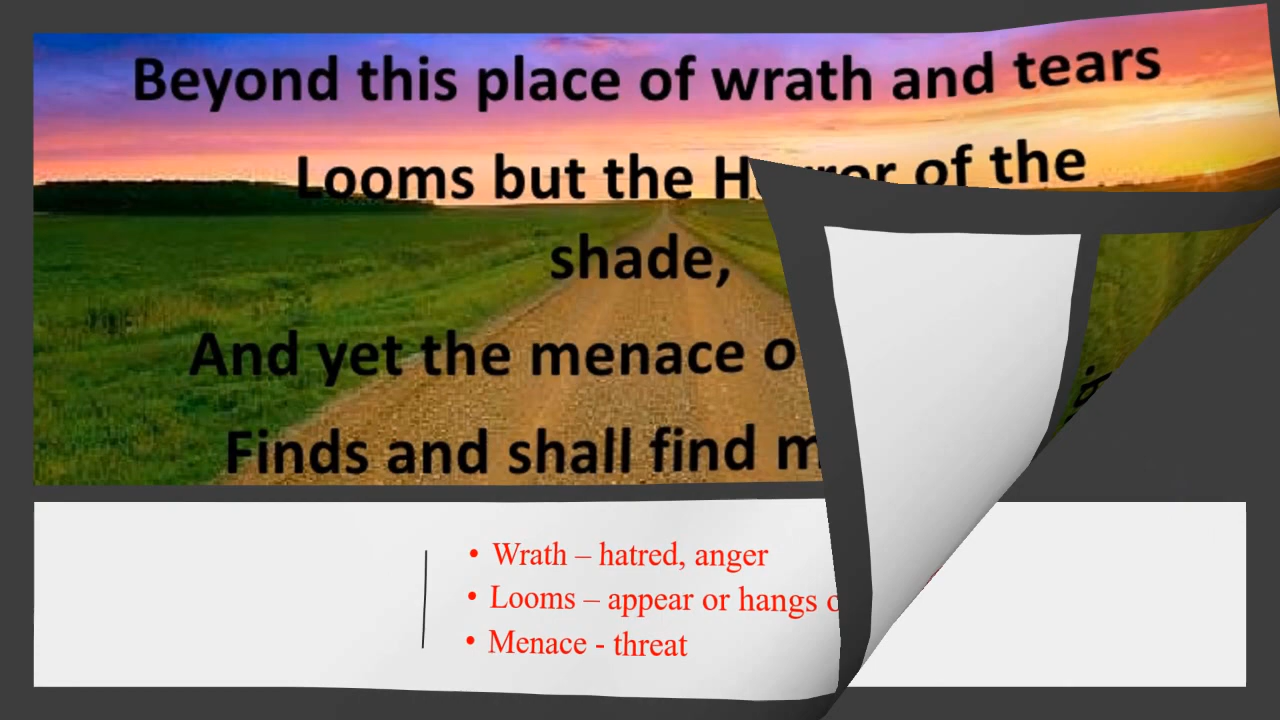 Beyond this place of wrath and tears
Looms but the Horror of the
shade,
And yet the menace o
Finds and shall find m
• Wrath – hatred, anger
• Looms – appear or hangs o
• Menace - threat